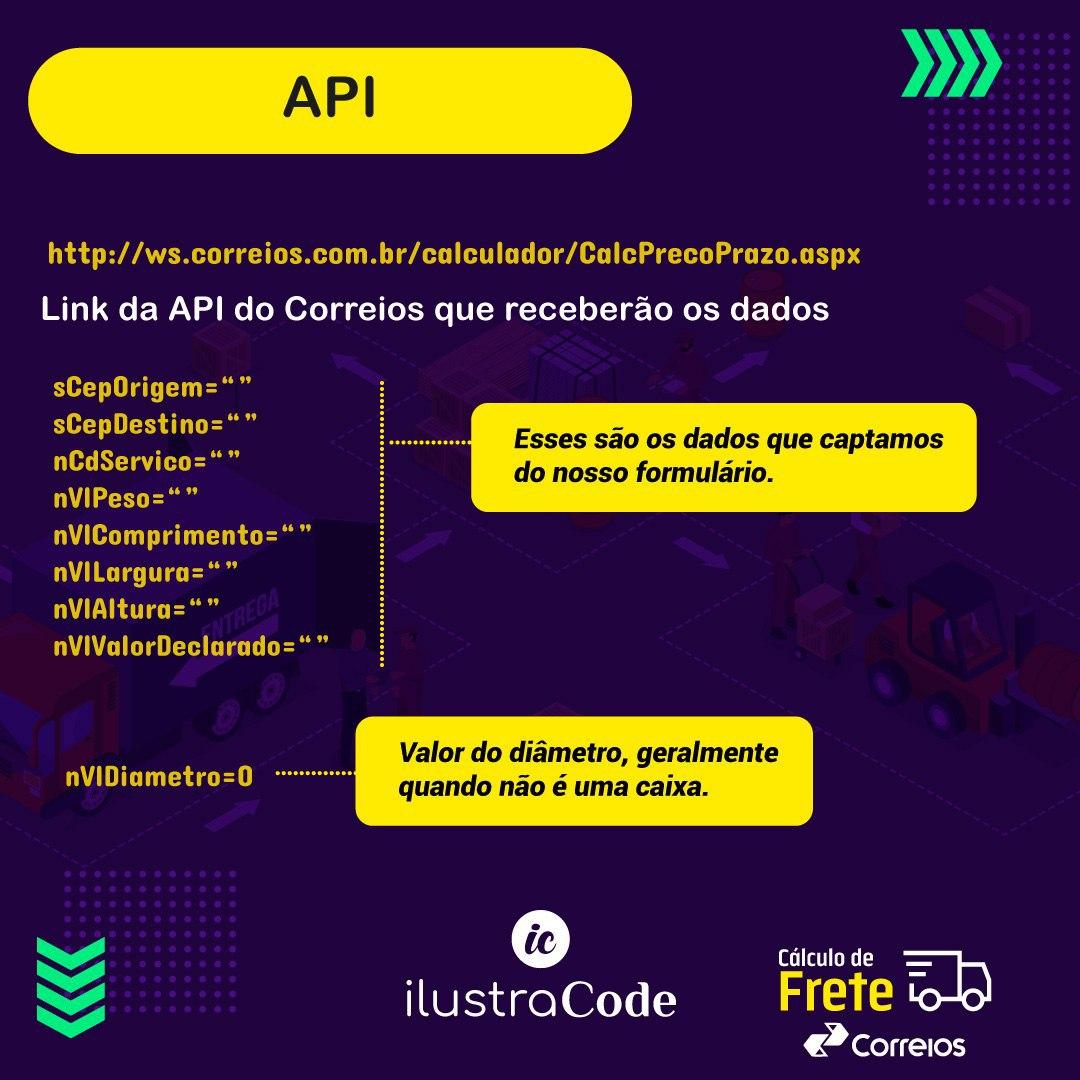 API
http://ws.correios.com.br/calculador/CalcPrecoPrazo.aspx
Link da API do Correios que receberão os dados
sCepOrigem=“ ”
sCepDestino=“ ”
nCdServico=“ ”
nVlPeso=“ ”
nVlComprimento=“ ”
nVlLargura=“ ”
nVlAltura=“ ”
nVlValorDeclarado=“ ”
Esses são os dados que captamos
do nosso formulário.
ENTREGA
nVlDiametro=0
Valor do diâmetro, geralmente
quando não é uma caixa.
ic
ilustraCode
Cálculo de
Frete
Correios